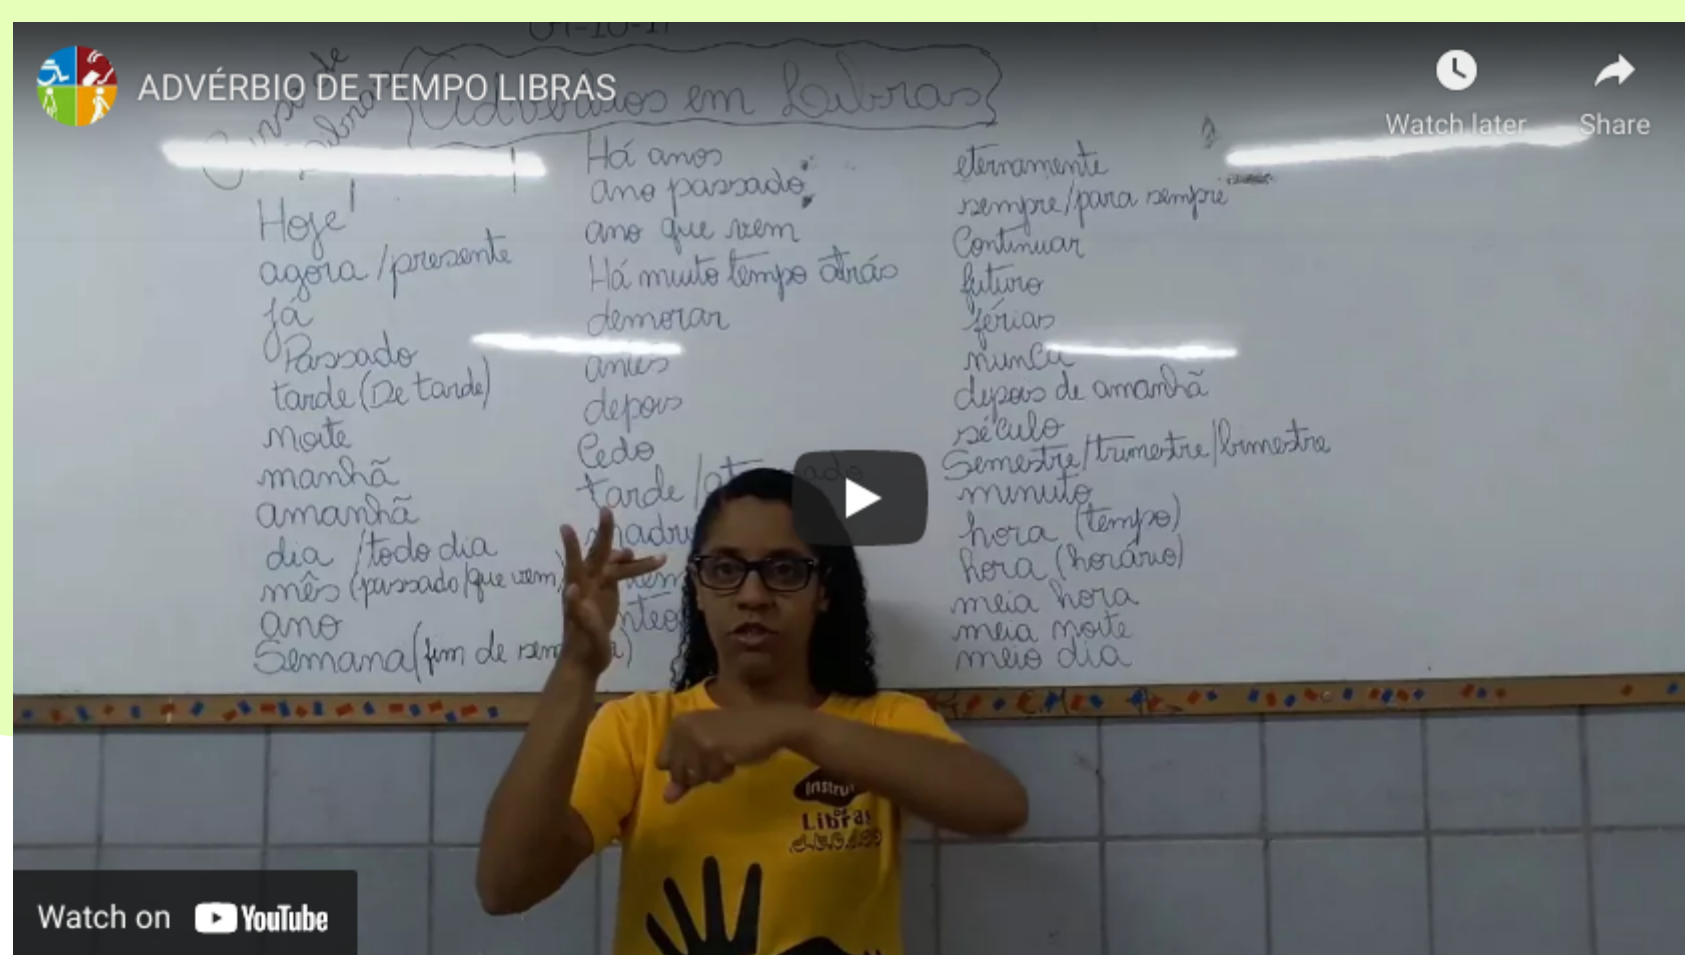 ADVÉRBIO DE TEMPO LIBRAS
Watch later
Share
Curso de
Libras
Advérbios em Libras
Hoje
agora / presente
já
Passado
tarde (De tarde)
Noite
manhã
amanhã
dia / todo dia
mês (passado/que vem)
ano
Semana (fim de
Há anos
ano passado
ano que vem
Há muito tempo atrás
demorar
antes
depois
Cedo
tarde /
eternamente
sempre/para sempre
Continuar
futuro
férias
nunca
depois de amanhã
século
Semestre/trimestre/bimestre
minuto
hora (tempo)
hora (horário)
meia hora
meia noite
meio dia
Libras
Watch on YouTube